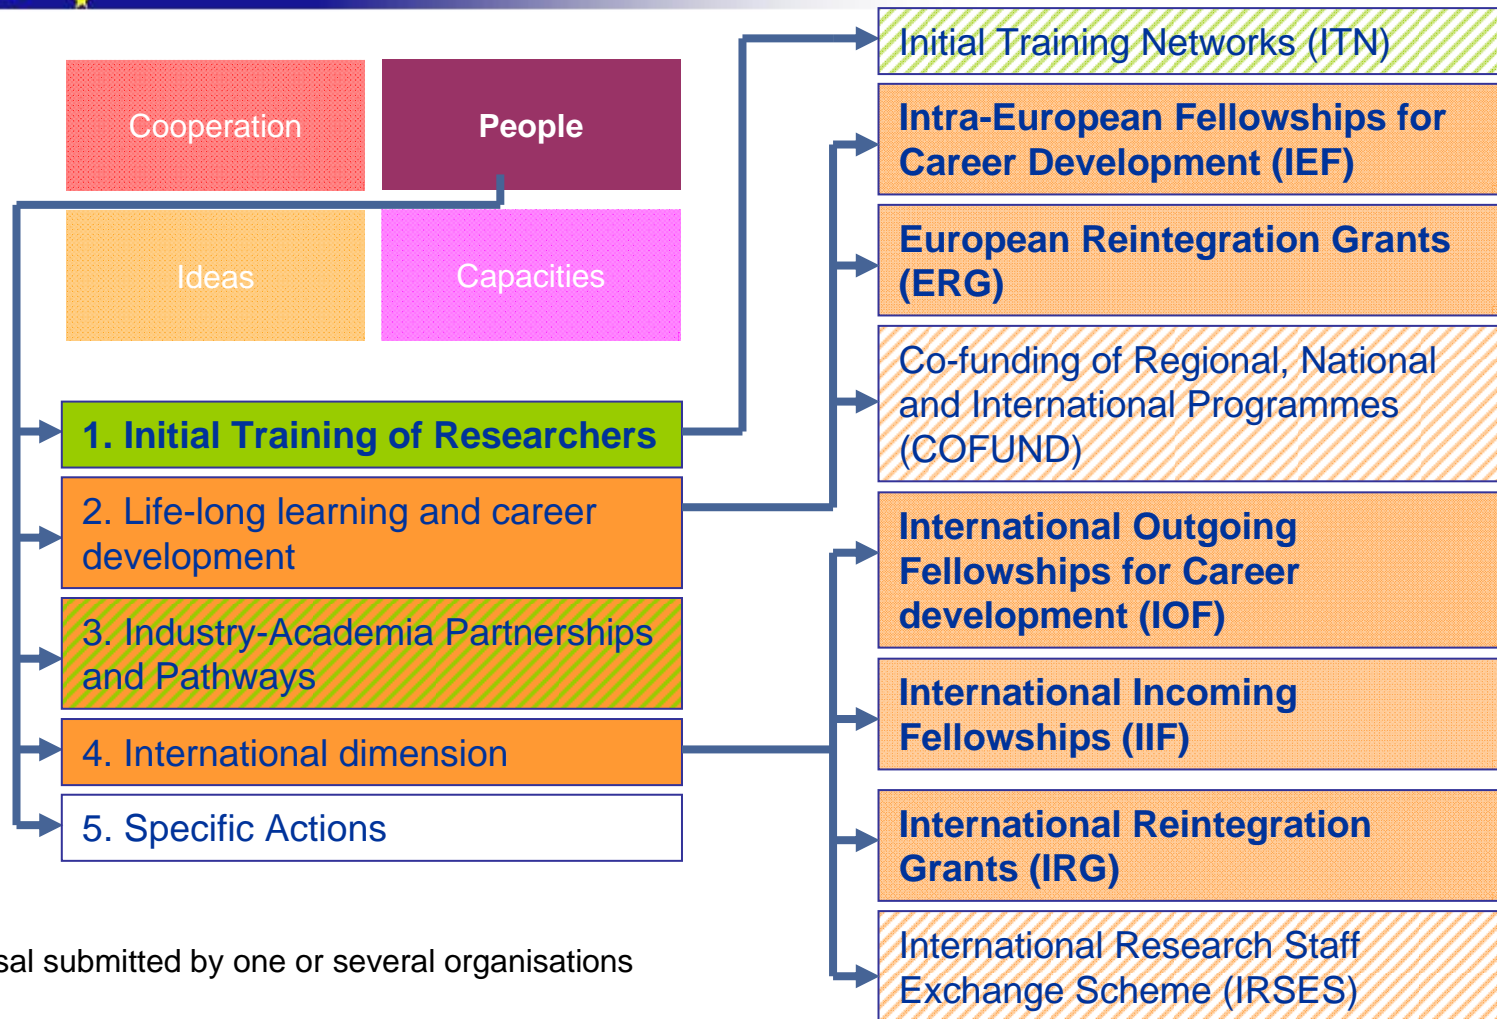 Cooperation
People
Ideas
Capacities
1. Initial Training of Researchers
2. Life-long learning and career
development
3. Industry-Academia Partnerships
and Pathways
4. International dimension
5. Specific Actions
Initial Training Networks (ITN)
Intra-European Fellowships for
Career Development (IEF)
European Reintegration Grants
(ERG)
Co-funding of Regional, National
and International Programmes
(COFUND)
International Outgoing
Fellowships for Career
development (IOF)
International Incoming
Fellowships (IIF)
International Reintegration
Grants (IRG)
International Research Staff
Exchange Scheme (IRSES)
sal submitted by one or several organisations